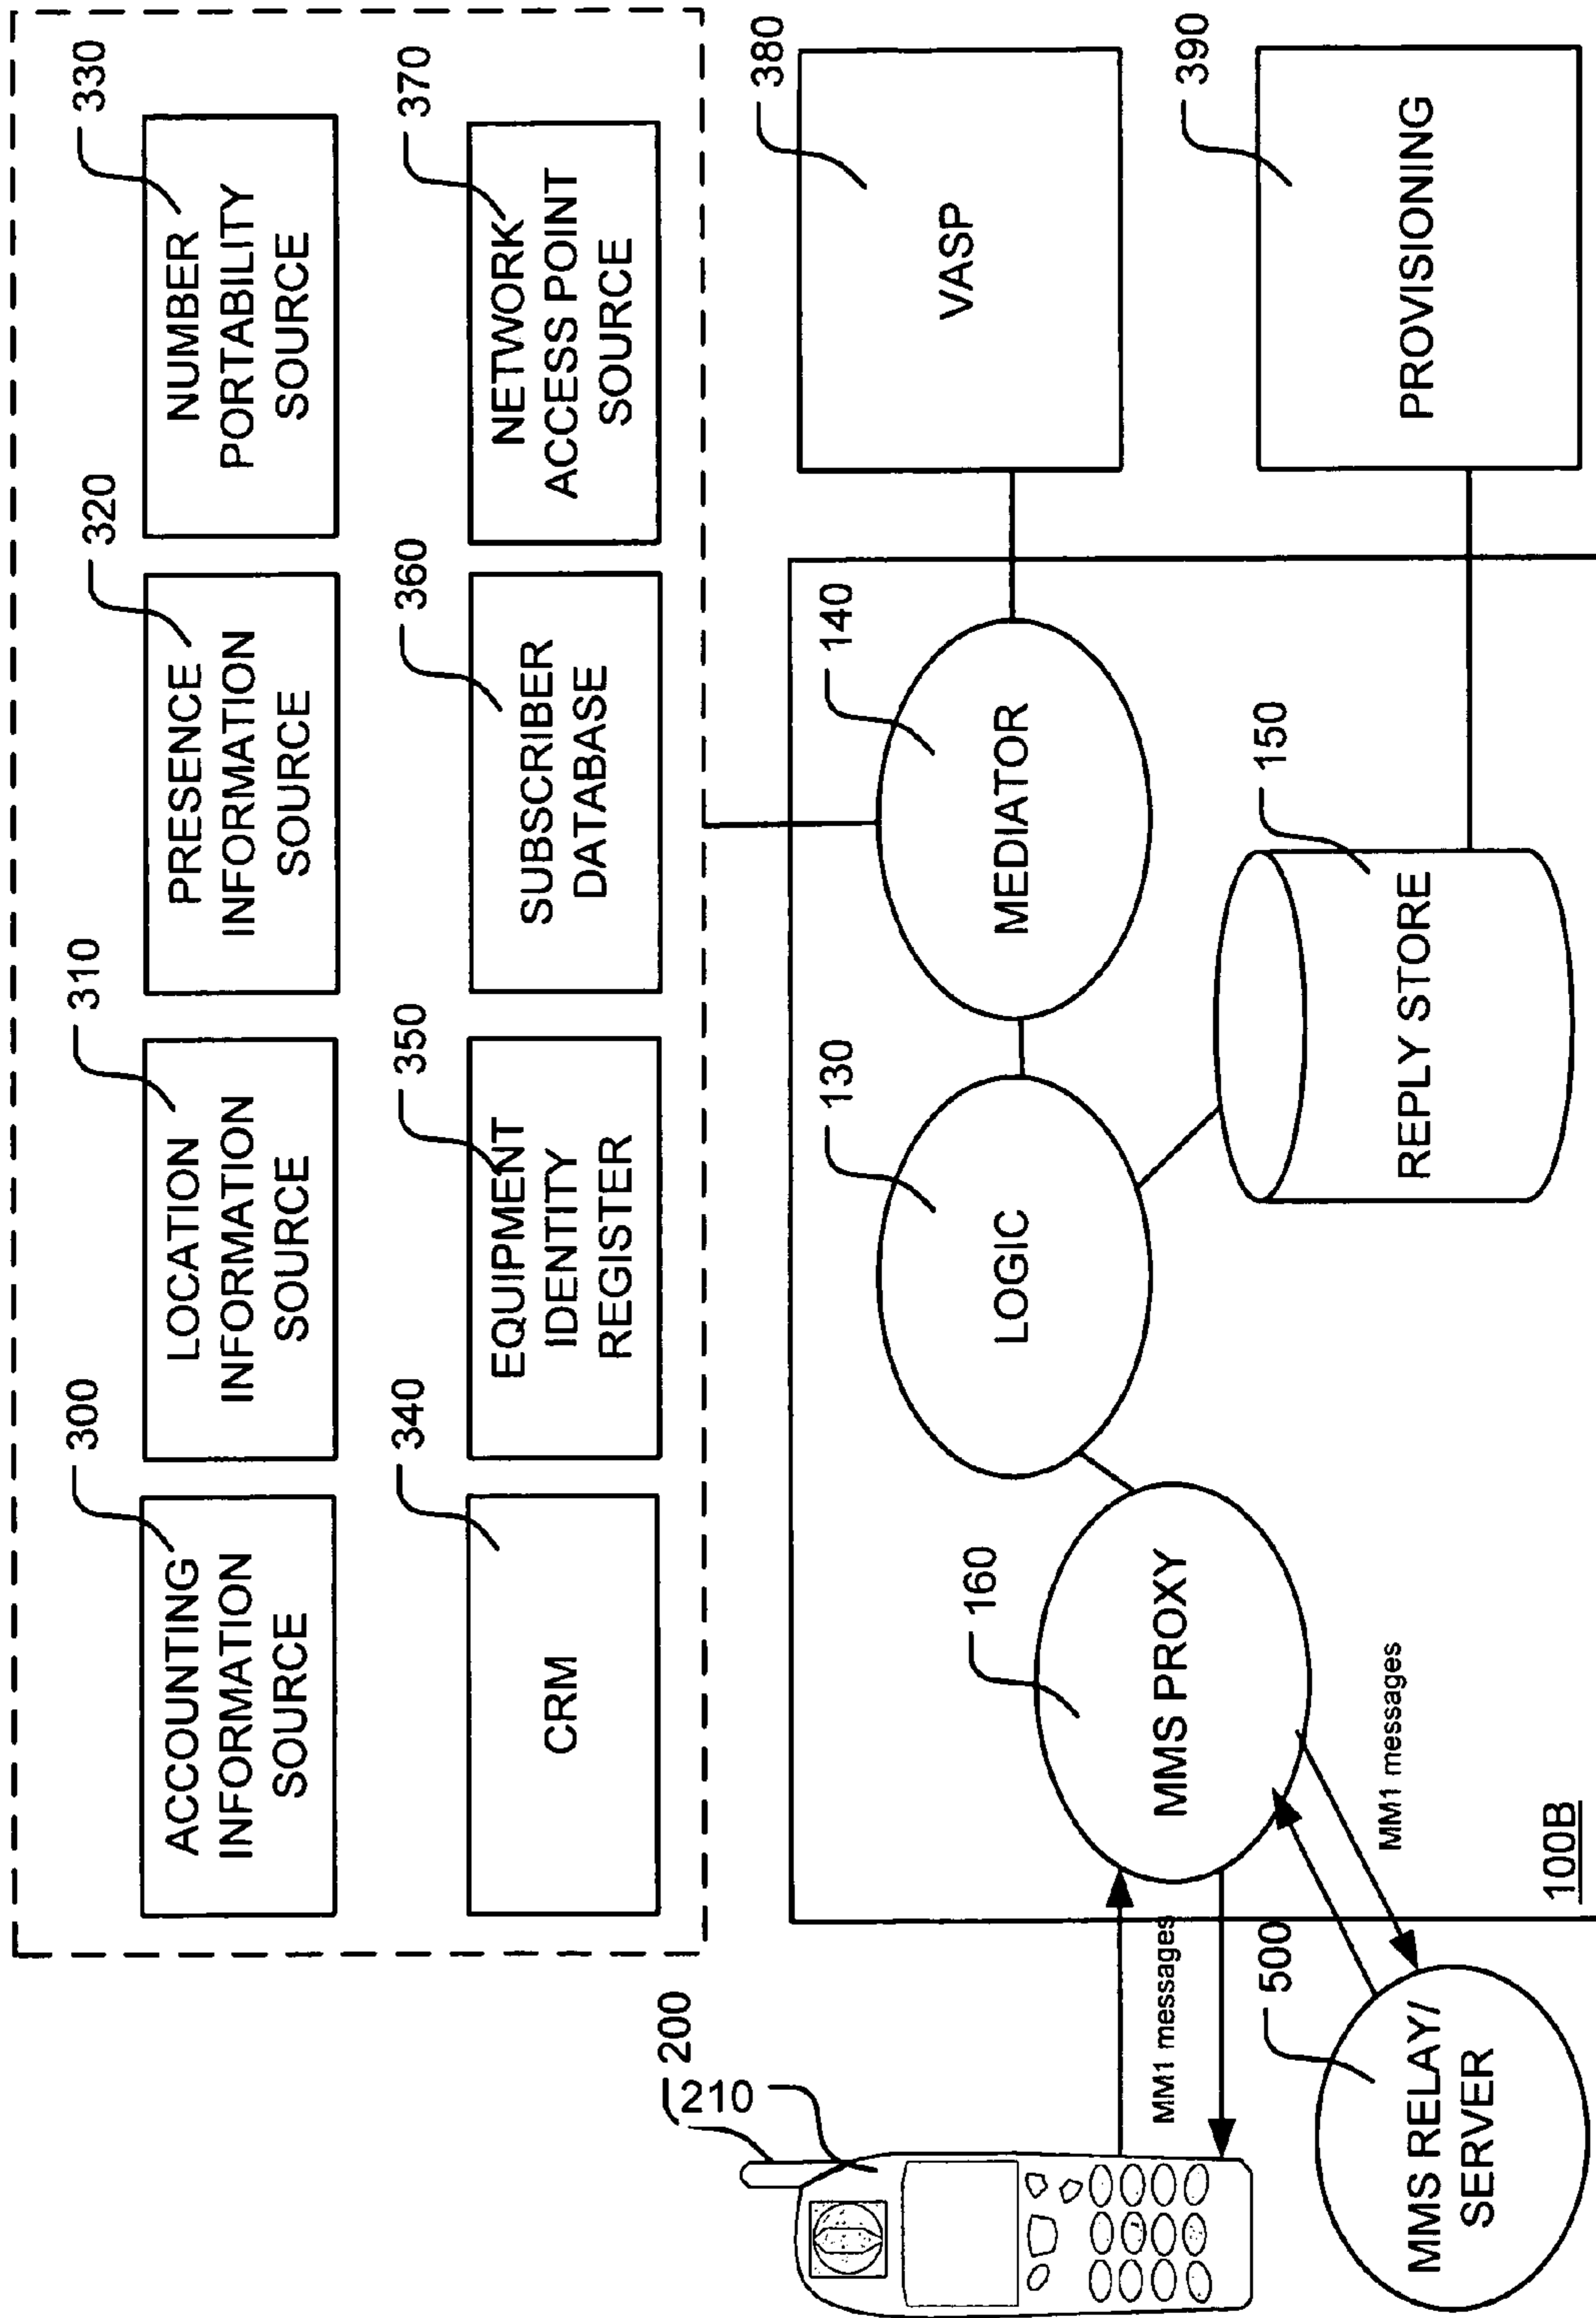 300
ACCOUNTING
INFORMATION
SOURCE
310
LOCATION
INFORMATION
SOURCE
320
PRESENCE
INFORMATION
SOURCE
330
NUMBER
PORTABILITY
SOURCE
340
CRM
350
EQUIPMENT
IDENTITY
REGISTER
360
SUBSCRIBER
DATABASE
370
NETWORK
ACCESS POINT
SOURCE
200
210
MM1 messages
160
MMS PROXY
130
LOGIC
140
MEDIATOR
380
VASP
500
MMS RELAY/
SERVER
MM1 messages
150
REPLY STORE
390
PROVISIONING
100B